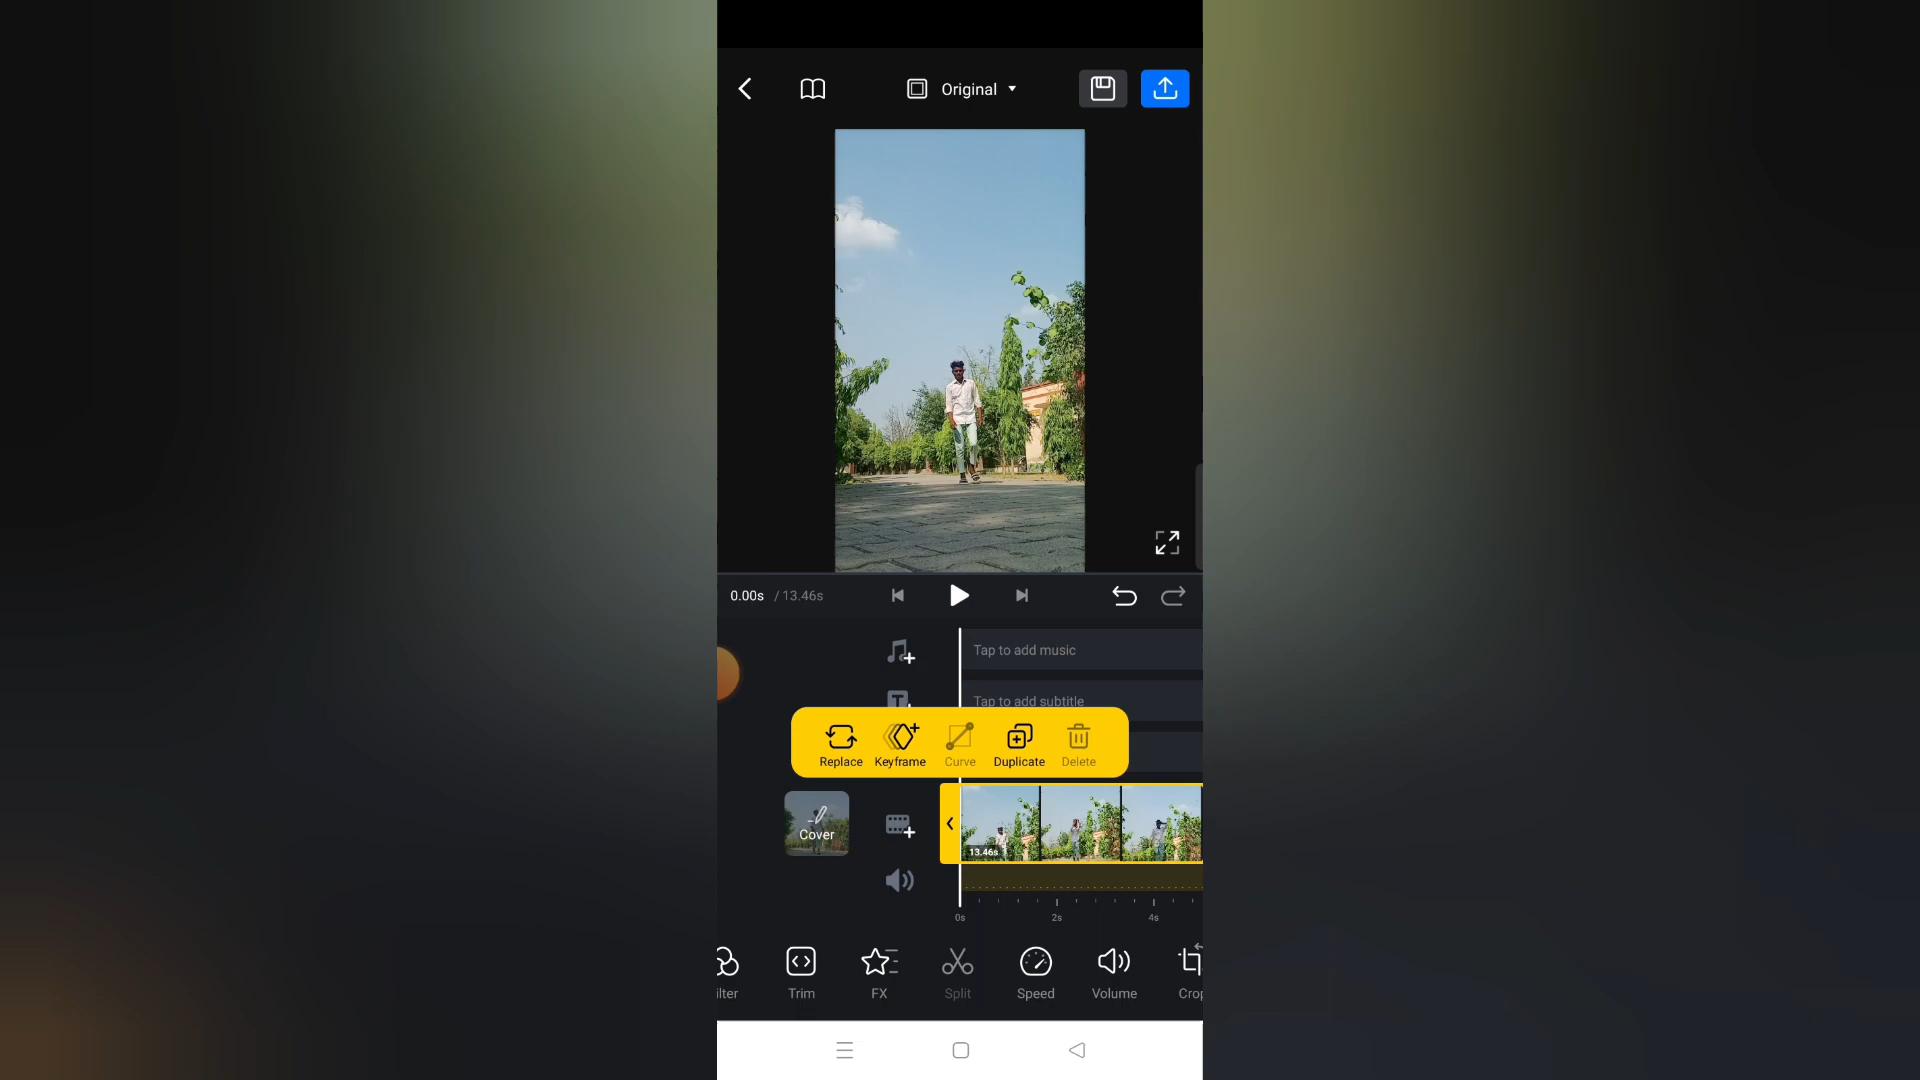 Original
0.00s / 13.46s
Tap to add music
Tap to add subtitle
Replace Keyframe Curve Duplicate Delete
Cover
13.46s
0s 2s 4s
ilter Trim FX Split Speed Volume Crop